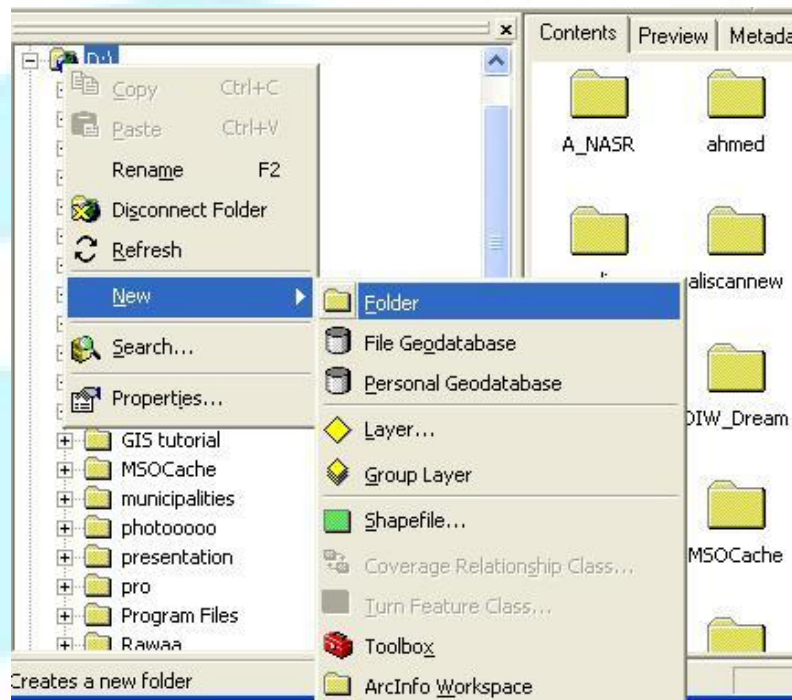 Contents Preview Metada
D:\
Copy Ctrl+C
Paste Ctrl+V
Rename F2
Disconnect Folder
Refresh
New
Search...
Properties...
Folder
File Geodatabase
Personal Geodatabase
Layer...
Group Layer
Shapefile...
Coverage Relationship Class...
Turn Feature Class...
Toolbox
ArcInfo Workspace
GIS tutorial
MSOCache
municipalities
photooooo
presentation
pro
Program Files
Rawaa
A_NASR ahmed
aliscannew
DIW_Dream
MSOCache
Creates a new folder